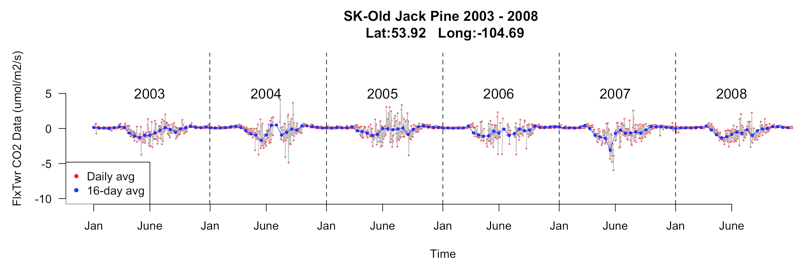 SK-Old Jack Pine 2003 - 2008
Lat:53.92 Long:-104.69
FlxTwr CO2 Data (umol/m2/s)
5
0
-5
-10
2003 2004 2005 2006 2007 2008
Daily avg
16-day avg
Jan June Jan June Jan June Jan June Jan June Jan June
Time